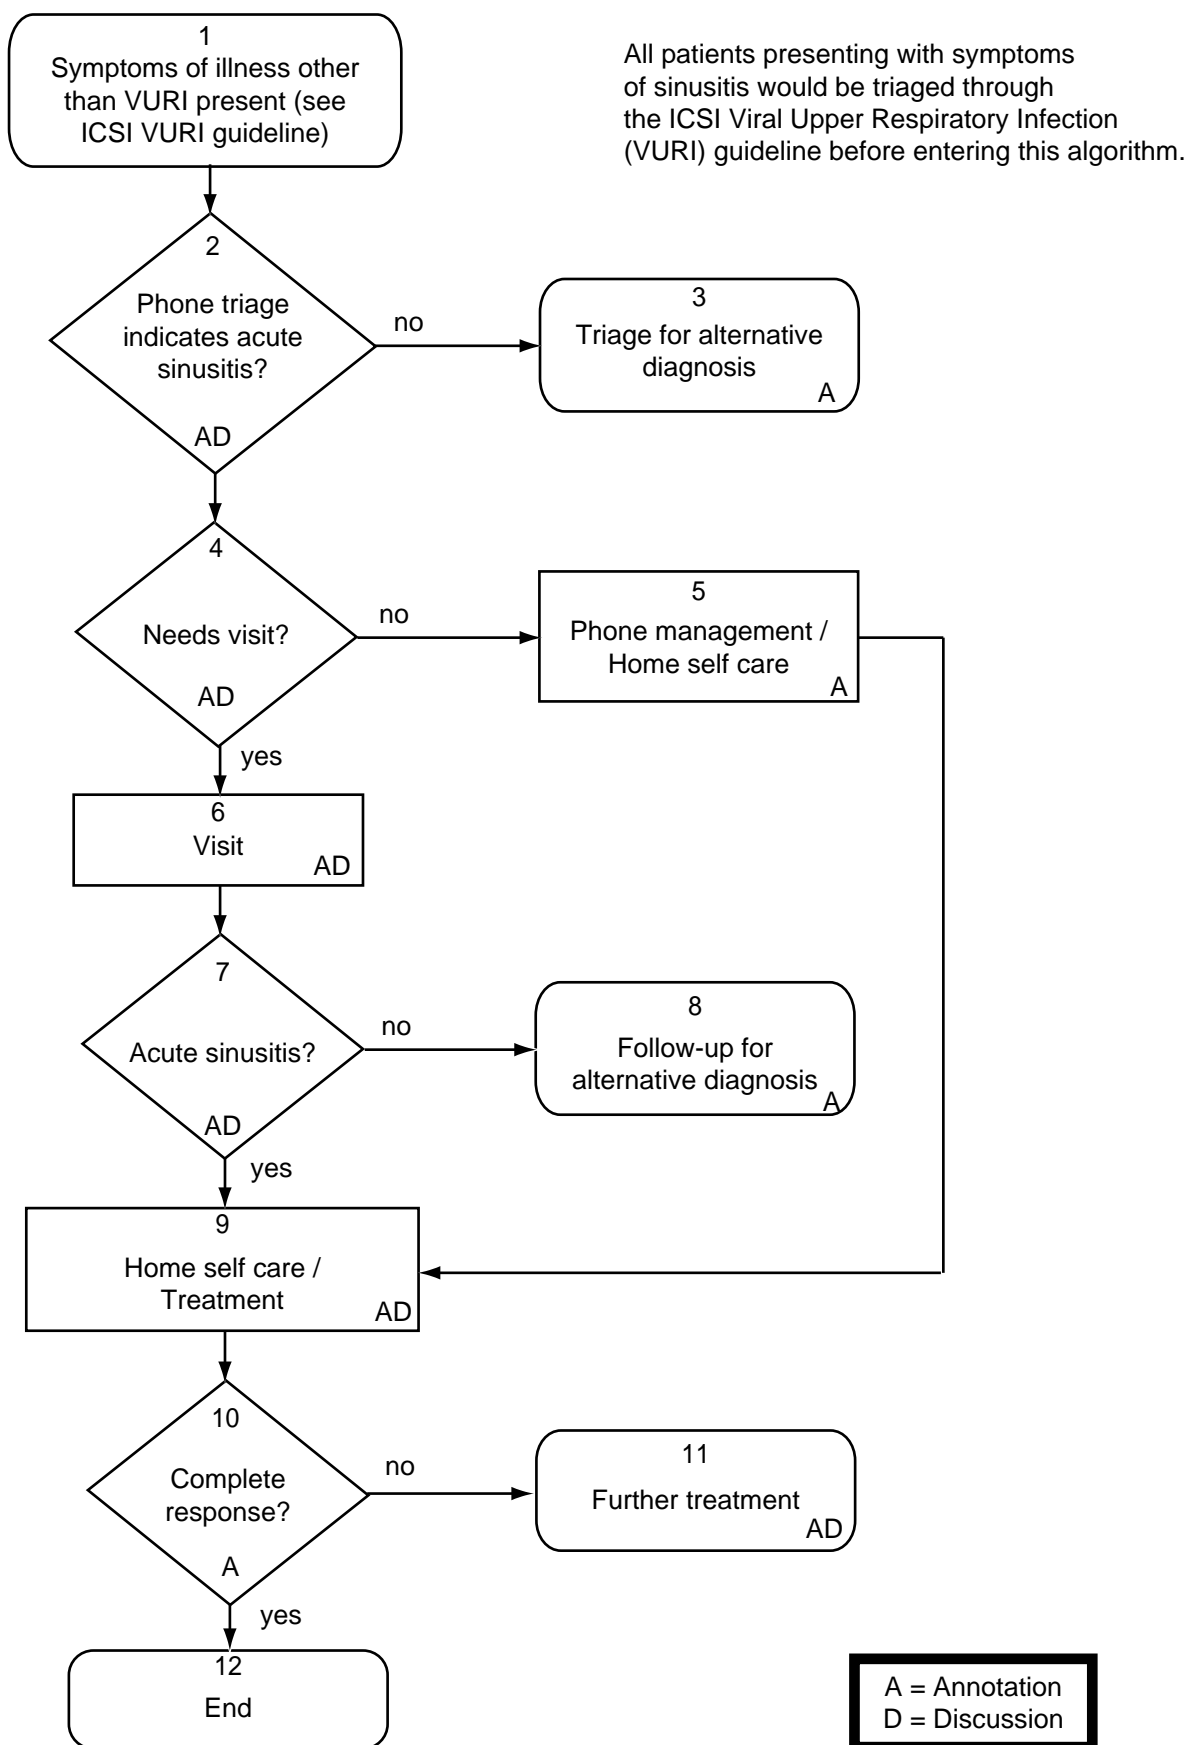 1
Symptoms of illness other
than VURI present (see
ICSI VURI guideline)
All patients presenting with symptoms
of sinusitis would be triaged through
the ICSI Viral Upper Respiratory Infection
(VURI) guideline before entering this algorithm.
2
Phone triage
indicates acute
sinusitis?
AD
no
3
Triage for alternative
diagnosis
A
4
Needs visit?
AD
no
5
Phone management /
Home self care
A
yes
6
Visit
AD
7
Acute sinusitis?
AD
no
8
Follow-up for
alternative diagnosis
A
yes
9
Home self care /
Treatment
AD
10
Complete
response?
A
no
11
Further treatment
AD
yes
12
End
A = Annotation
D = Discussion